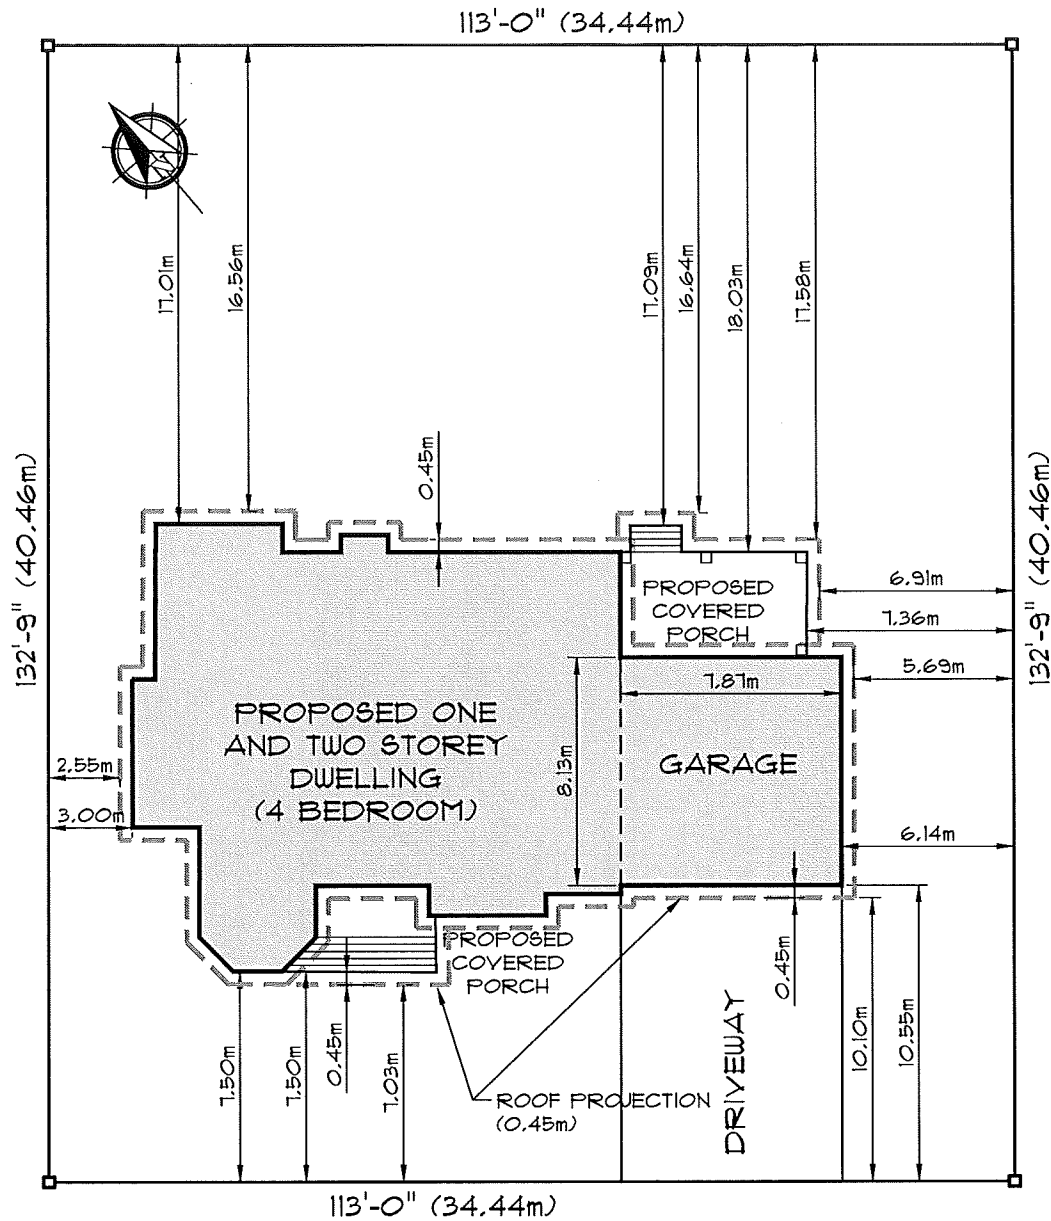 113'-0" (34.44m)
17.01m
16.56m
17.09m
16.64m
18.03m
17.58m
0.45m
132'-9" (40.46m)
132'-9" (40.46m)
PROPOSED
COVERED
PORCH
6.91m
7.36m
5.69m
7.87m
PROPOSED ONE
AND TWO STOREY
DWELLING
(4 BEDROOM)
8.13m
GARAGE
2.55m
3.00m
6.14m
PROPOSED
COVERED
PORCH
0.45m
7.50m
7.50m
0.45m
7.03m
DRIVEWAY
10.10m
10.55m
ROOF PROJECTION
(0.45m)
113'-0" (34.44m)